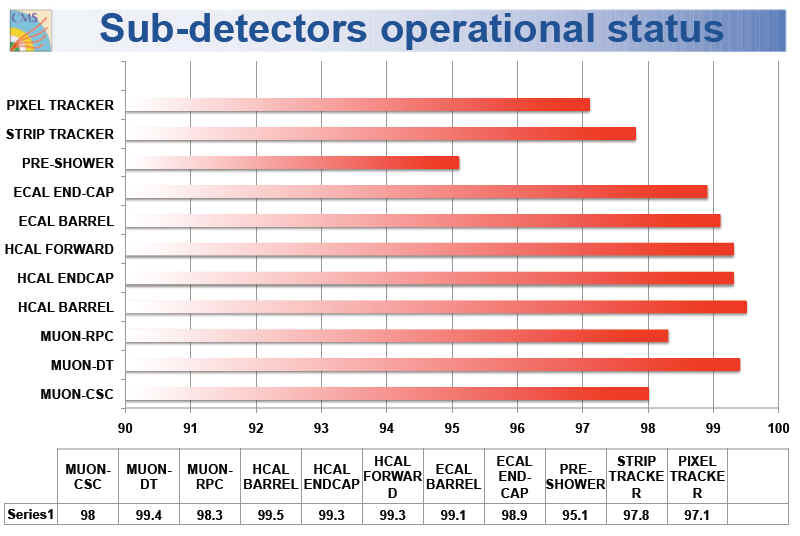 CMS
Sub-detectors operational status
PIXEL TRACKER
STRIP TRACKER
PRE-SHOWER
ECAL END-CAP
ECAL BARREL
HCAL FORWARD
HCAL ENDCAP
HCAL BARREL
MUON-RPC
MUON-DT
MUON-CSC
90 91 92 93 94 95 96 97 98 99 100
MUON-
CSC
MUON-
DT
MUON-
RPC
HCAL
BARREL
HCAL
ENDCAP
HCAL
FORWAR
D
ECAL
BARREL
ECAL
END-
CAP
PRE-
SHOWER
STRIP
TRACKE
R
PIXEL
TRACKE
R
Series1 98 99.4 98.3 99.5 99.3 99.3 99.1 98.9 95.1 97.8 97.1